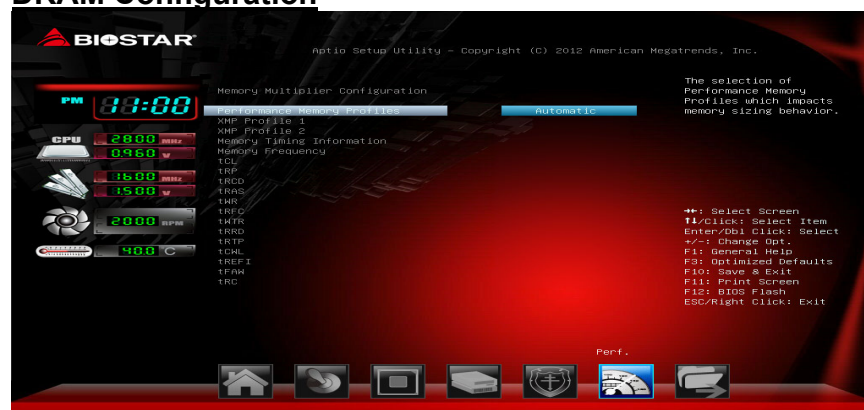 DRAM Configuration
BIOSTAR
Aptio Setup Utility – Copyright (C) 2012 American Megatrends, Inc.
Memory Multiplier Configuration
Performance Memory Profiles Automatic
XMP Profile 1
XMP Profile 2
Memory Timing Information
Memory Frequency
tCL
tRP
tRCD
tRAS
tWR
tRFC
tWTR
tRRD
tRTP
tCWL
tREFI
tFAW
tRC
PM 11:00
CPU 2800 MHz
0.960 V
1600 MHz
1.500 V
2000 RPM
40.0 C
The selection of
Performance Memory
Profiles which impacts
memory sizing behavior.
→←: Select Screen
↑↓/Click: Select Item
Enter/Dbl Click: Select
+/-: Change Opt.
F1: General Help
F3: Optimized Defaults
F10: Save & Exit
F11: Print Screen
F12: BIOS Flash
ESC/Right Click: Exit
Perf.